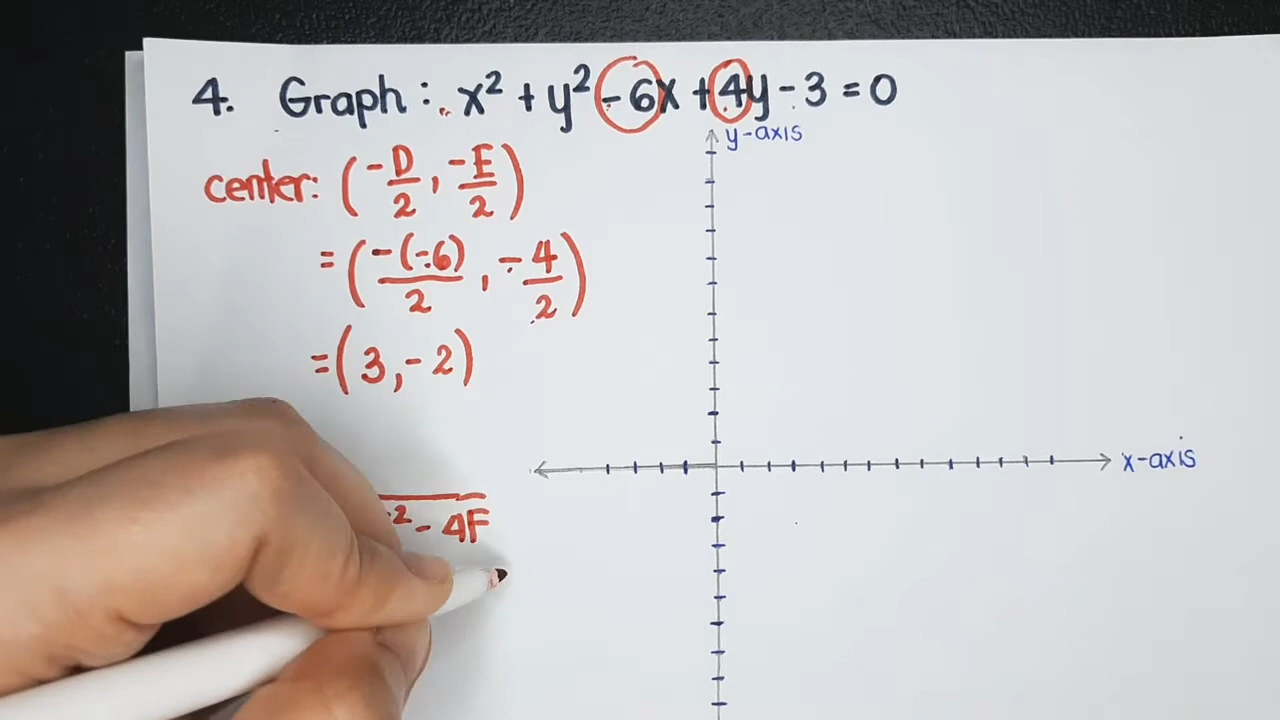 4. Graph: x² + y² - 6x + 4y - 3 = 0
y-axis
center: (-D/2, -E/2)
= (-(-6)/2, -4/2)
= (3, -2)
x-axis
² - 4F